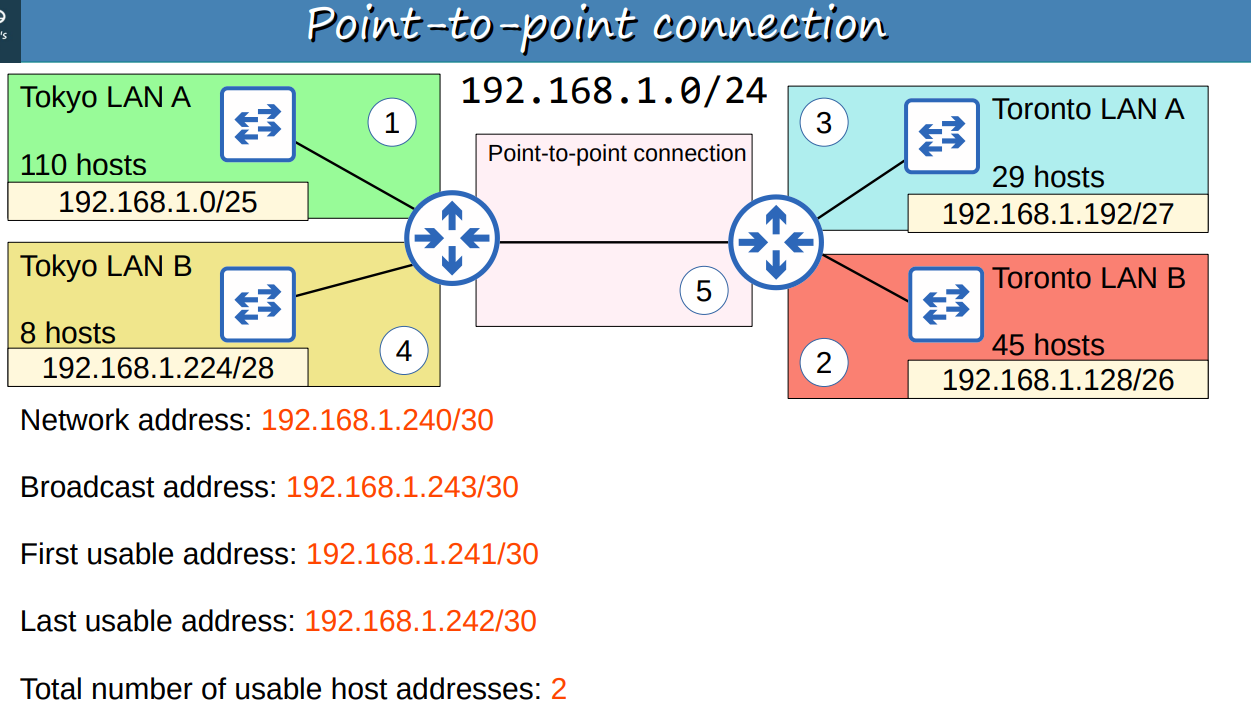 Point-to-point connection
's
Tokyo LAN A
110 hosts
192.168.1.0/25
1
192.168.1.0/24
Point-to-point connection
5
3
Toronto LAN A
29 hosts
192.168.1.192/27
Tokyo LAN B
8 hosts
192.168.1.224/28
4
Toronto LAN B
45 hosts
192.168.1.128/26
2
Network address: 192.168.1.240/30
Broadcast address: 192.168.1.243/30
First usable address: 192.168.1.241/30
Last usable address: 192.168.1.242/30
Total number of usable host addresses: 2